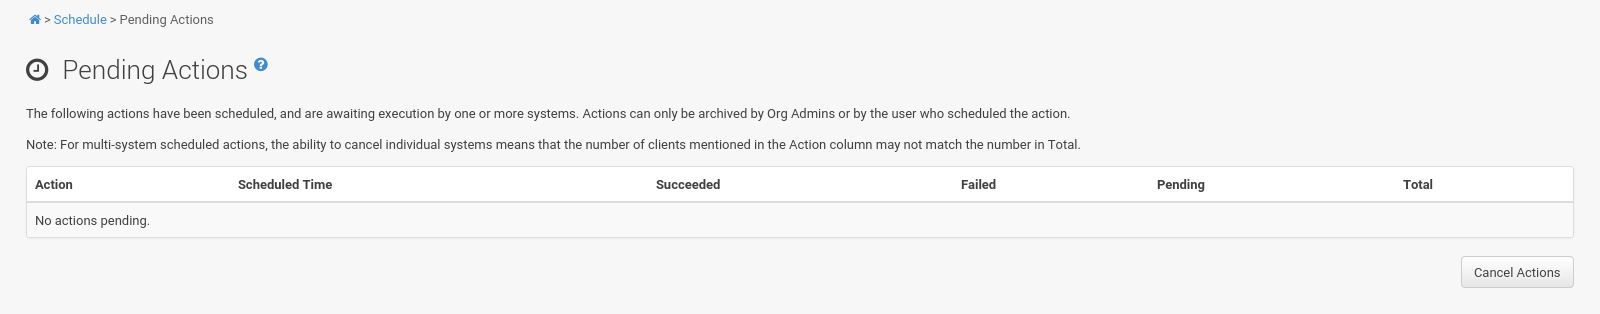 > Schedule > Pending Actions
Pending Actions ?
The following actions have been scheduled, and are awaiting execution by one or more systems. Actions can only be archived by Org Admins or by the user who scheduled the action.
Note: For multi-system scheduled actions, the ability to cancel individual systems means that the number of clients mentioned in the Action column may not match the number in Total.
Action Scheduled Time Succeeded Failed Pending Total
No actions pending.
Cancel Actions